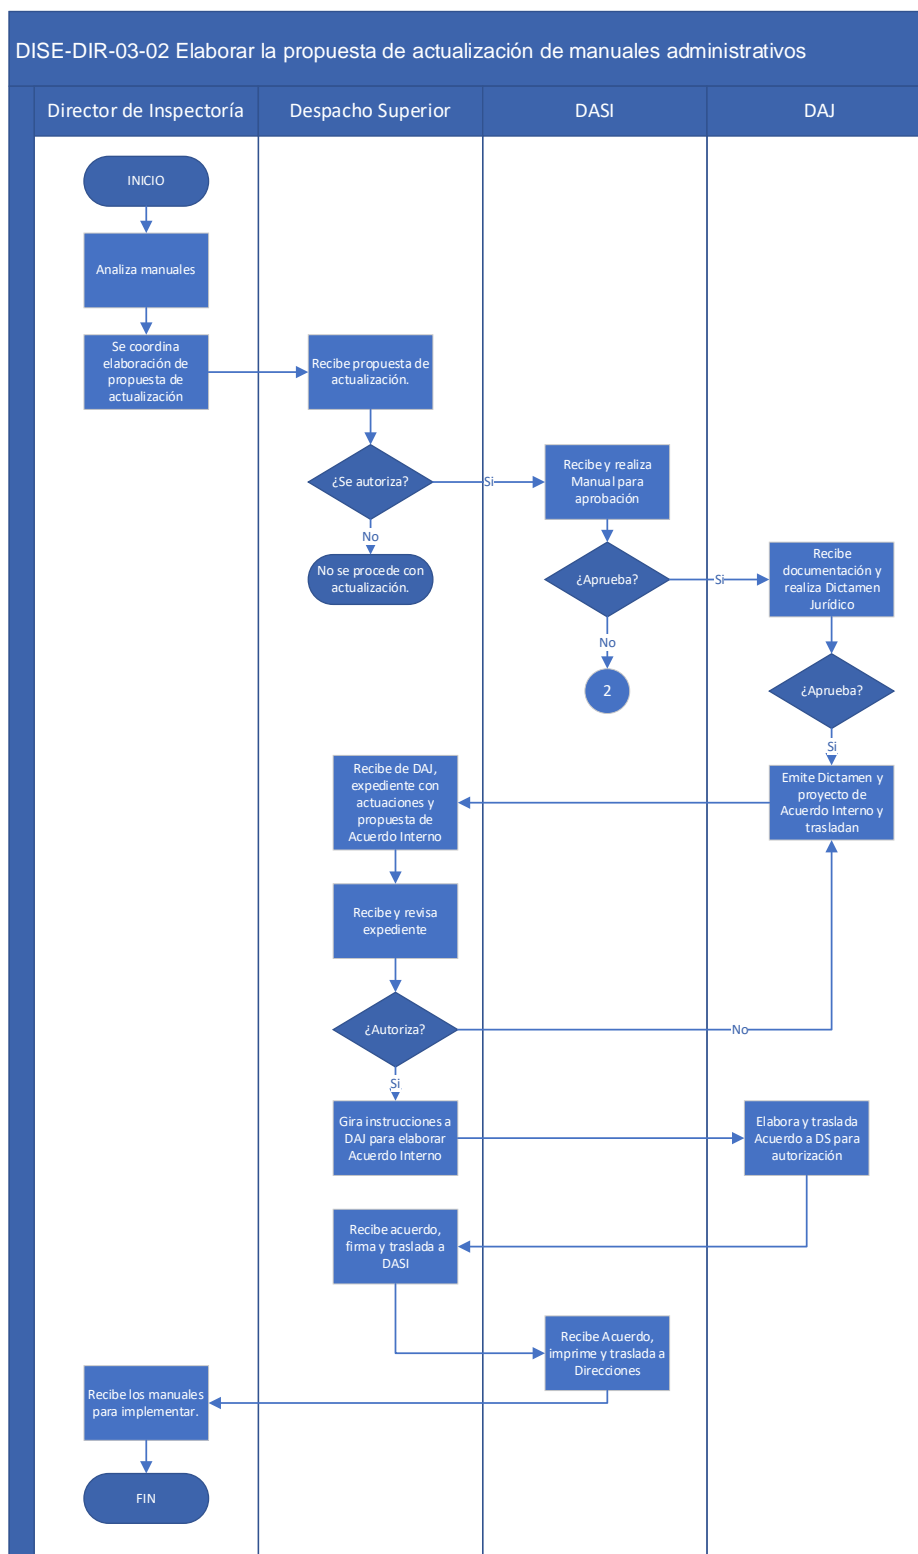 DISE-DIR-03-02 Elaborar la propuesta de actualización de manuales administrativos
Director de Inspectoría
Despacho Superior
DASI
DAJ
INICIO
Analiza manuales
Se coordina
elaboración de
propuesta de
actualización
Recibe propuesta de
actualización.
¿Se autoriza?
Si
No
No se procede con
actualización.
Recibe y realiza
Manual para
aprobación
¿Aprueba?
Si
No
2
Recibe
documentación y
realiza Dictamen
Jurídico
¿Aprueba?
Si
Emite Dictamen y
proyecto de
Acuerdo Interno y
trasladan
Recibe de DAJ,
expediente con
actuaciones y
propuesta de
Acuerdo Interno
Recibe y revisa
expediente
¿Autoriza?
No
Si
Gira instrucciones a
DAJ para elaborar
Acuerdo Interno
Elabora y traslada
Acuerdo a DS para
autorización
Recibe acuerdo,
firma y traslada a
DASI
Recibe Acuerdo,
imprime y traslada a
Direcciones
Recibe los manuales
para implementar.
FIN